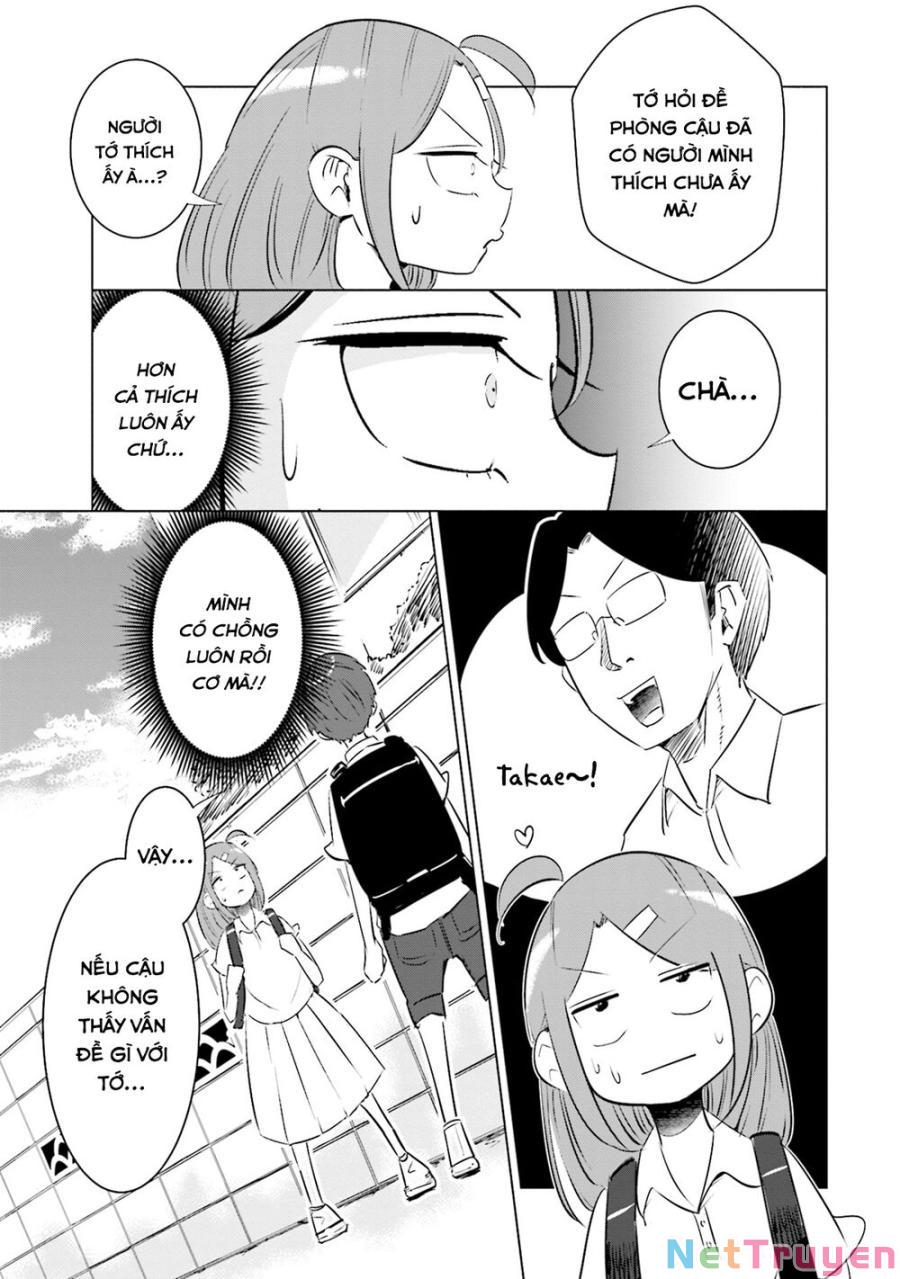 TỚ HỎI ĐỀ
PHÒNG CẬU ĐÃ
CÓ NGƯỜI MÌNH
THÍCH CHƯA ẤY
MÀ!
NGƯỜI
TỚ THÍCH
ẤY À...?
CHÀ...
HƠN
CẢ THÍCH
LUÔN ẤY
CHỨ...
MÌNH
CÓ CHỒNG
LUÔN RỒI
CƠ MÀ!!
Takae~!
VẬY...
NẾU CẬU
KHÔNG
THẤY VẤN
ĐỀ GÌ VỚI
TỚ...
NetTruyen